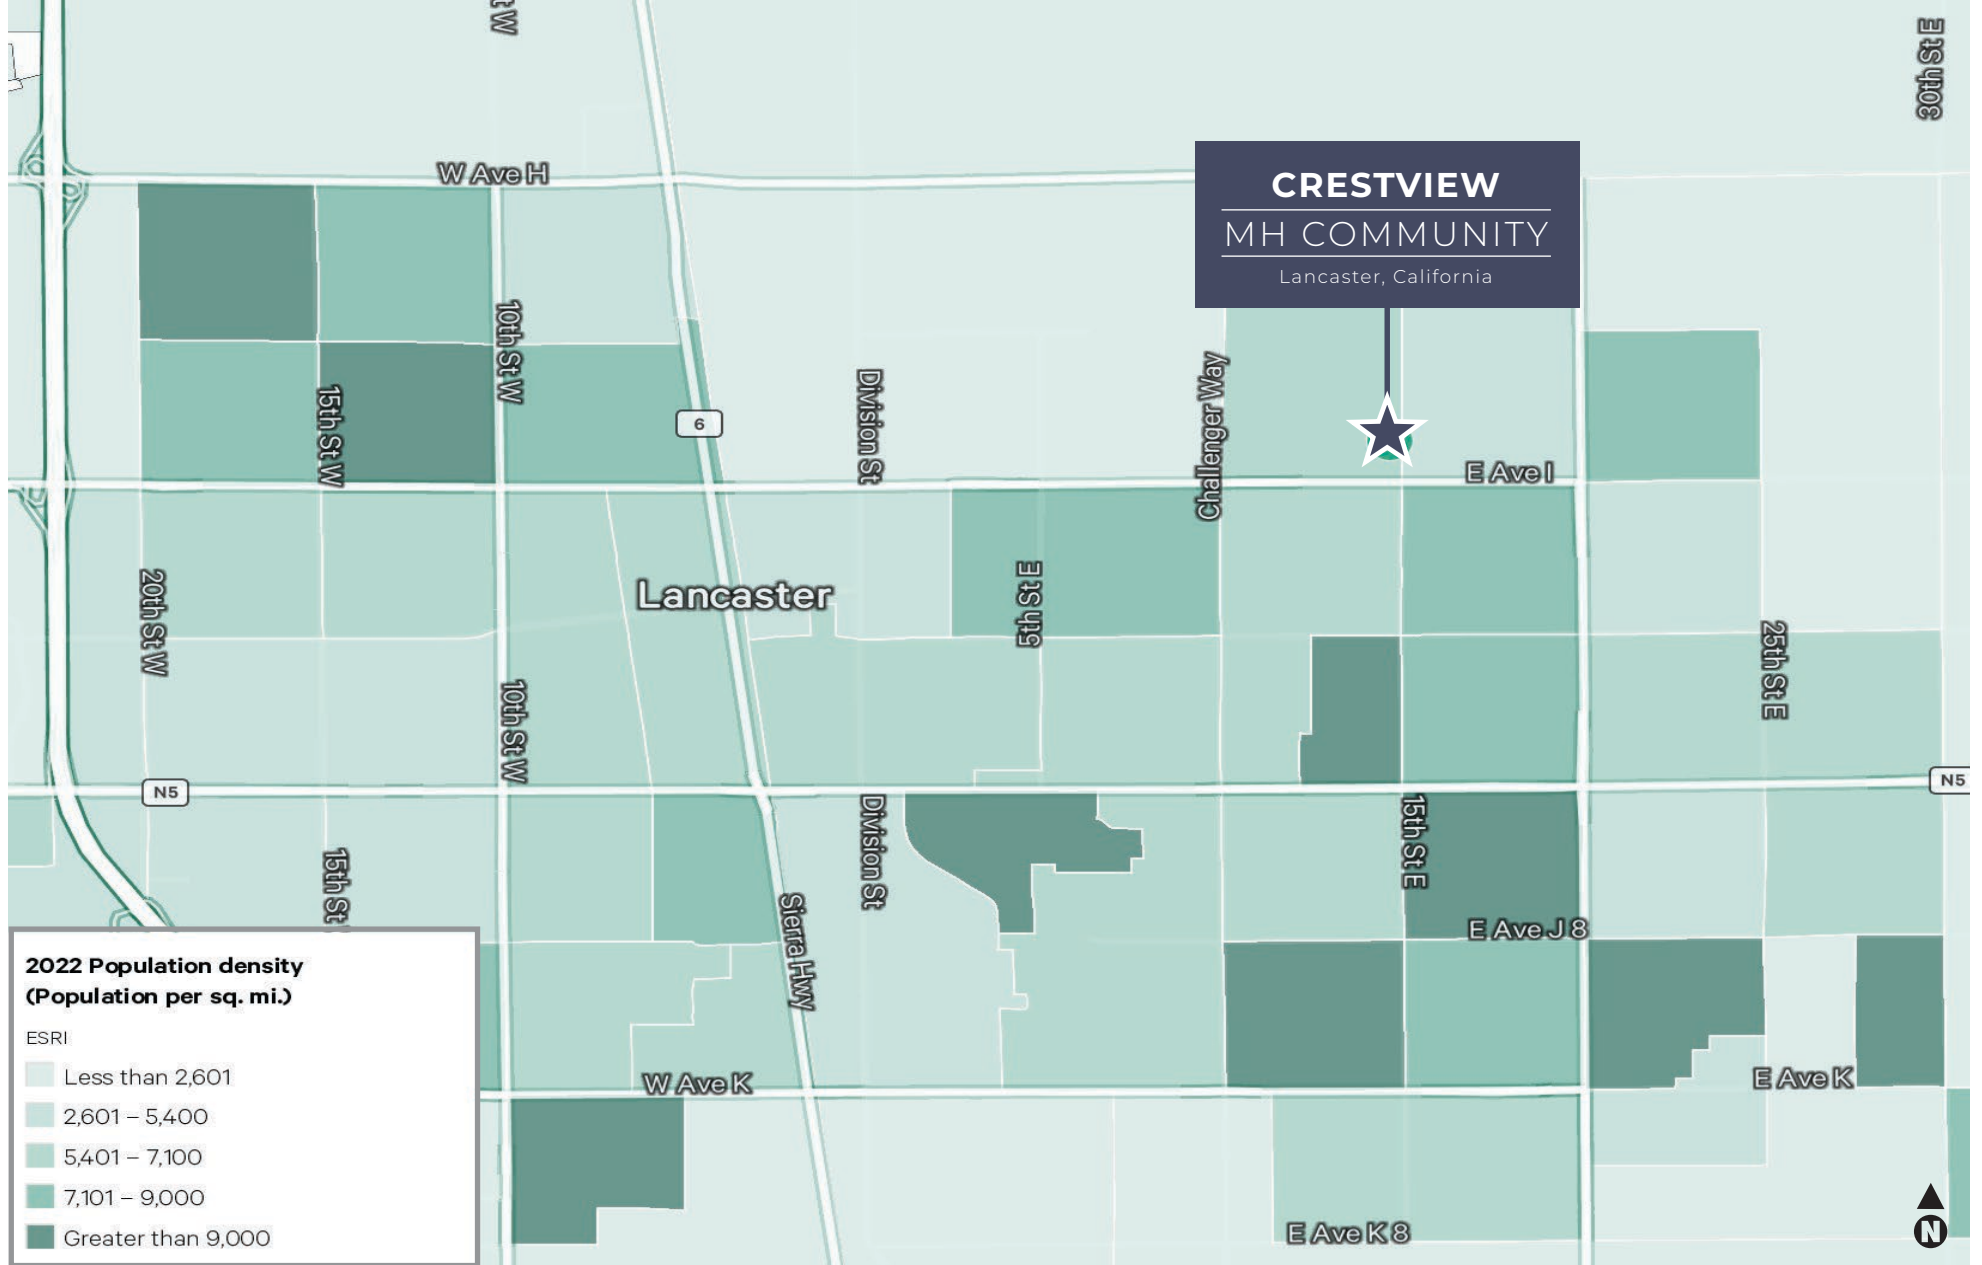 t W
30th St E
W Ave H
CRESTVIEW
MH COMMUNITY
Lancaster, California
10th St W
15th St W
6
Division St
Challenger Way
E Ave I
20th St W
Lancaster
5th St E
25th St E
10th St W
N5
N5
15th St
Division St
15th St E
Sierra Hwy
E Ave J 8
W Ave K
E Ave K
E Ave K 8
2022 Population density
(Population per sq. mi.)
ESRI
Less than 2,601
2,601 – 5,400
5,401 – 7,100
7,101 – 9,000
Greater than 9,000
N